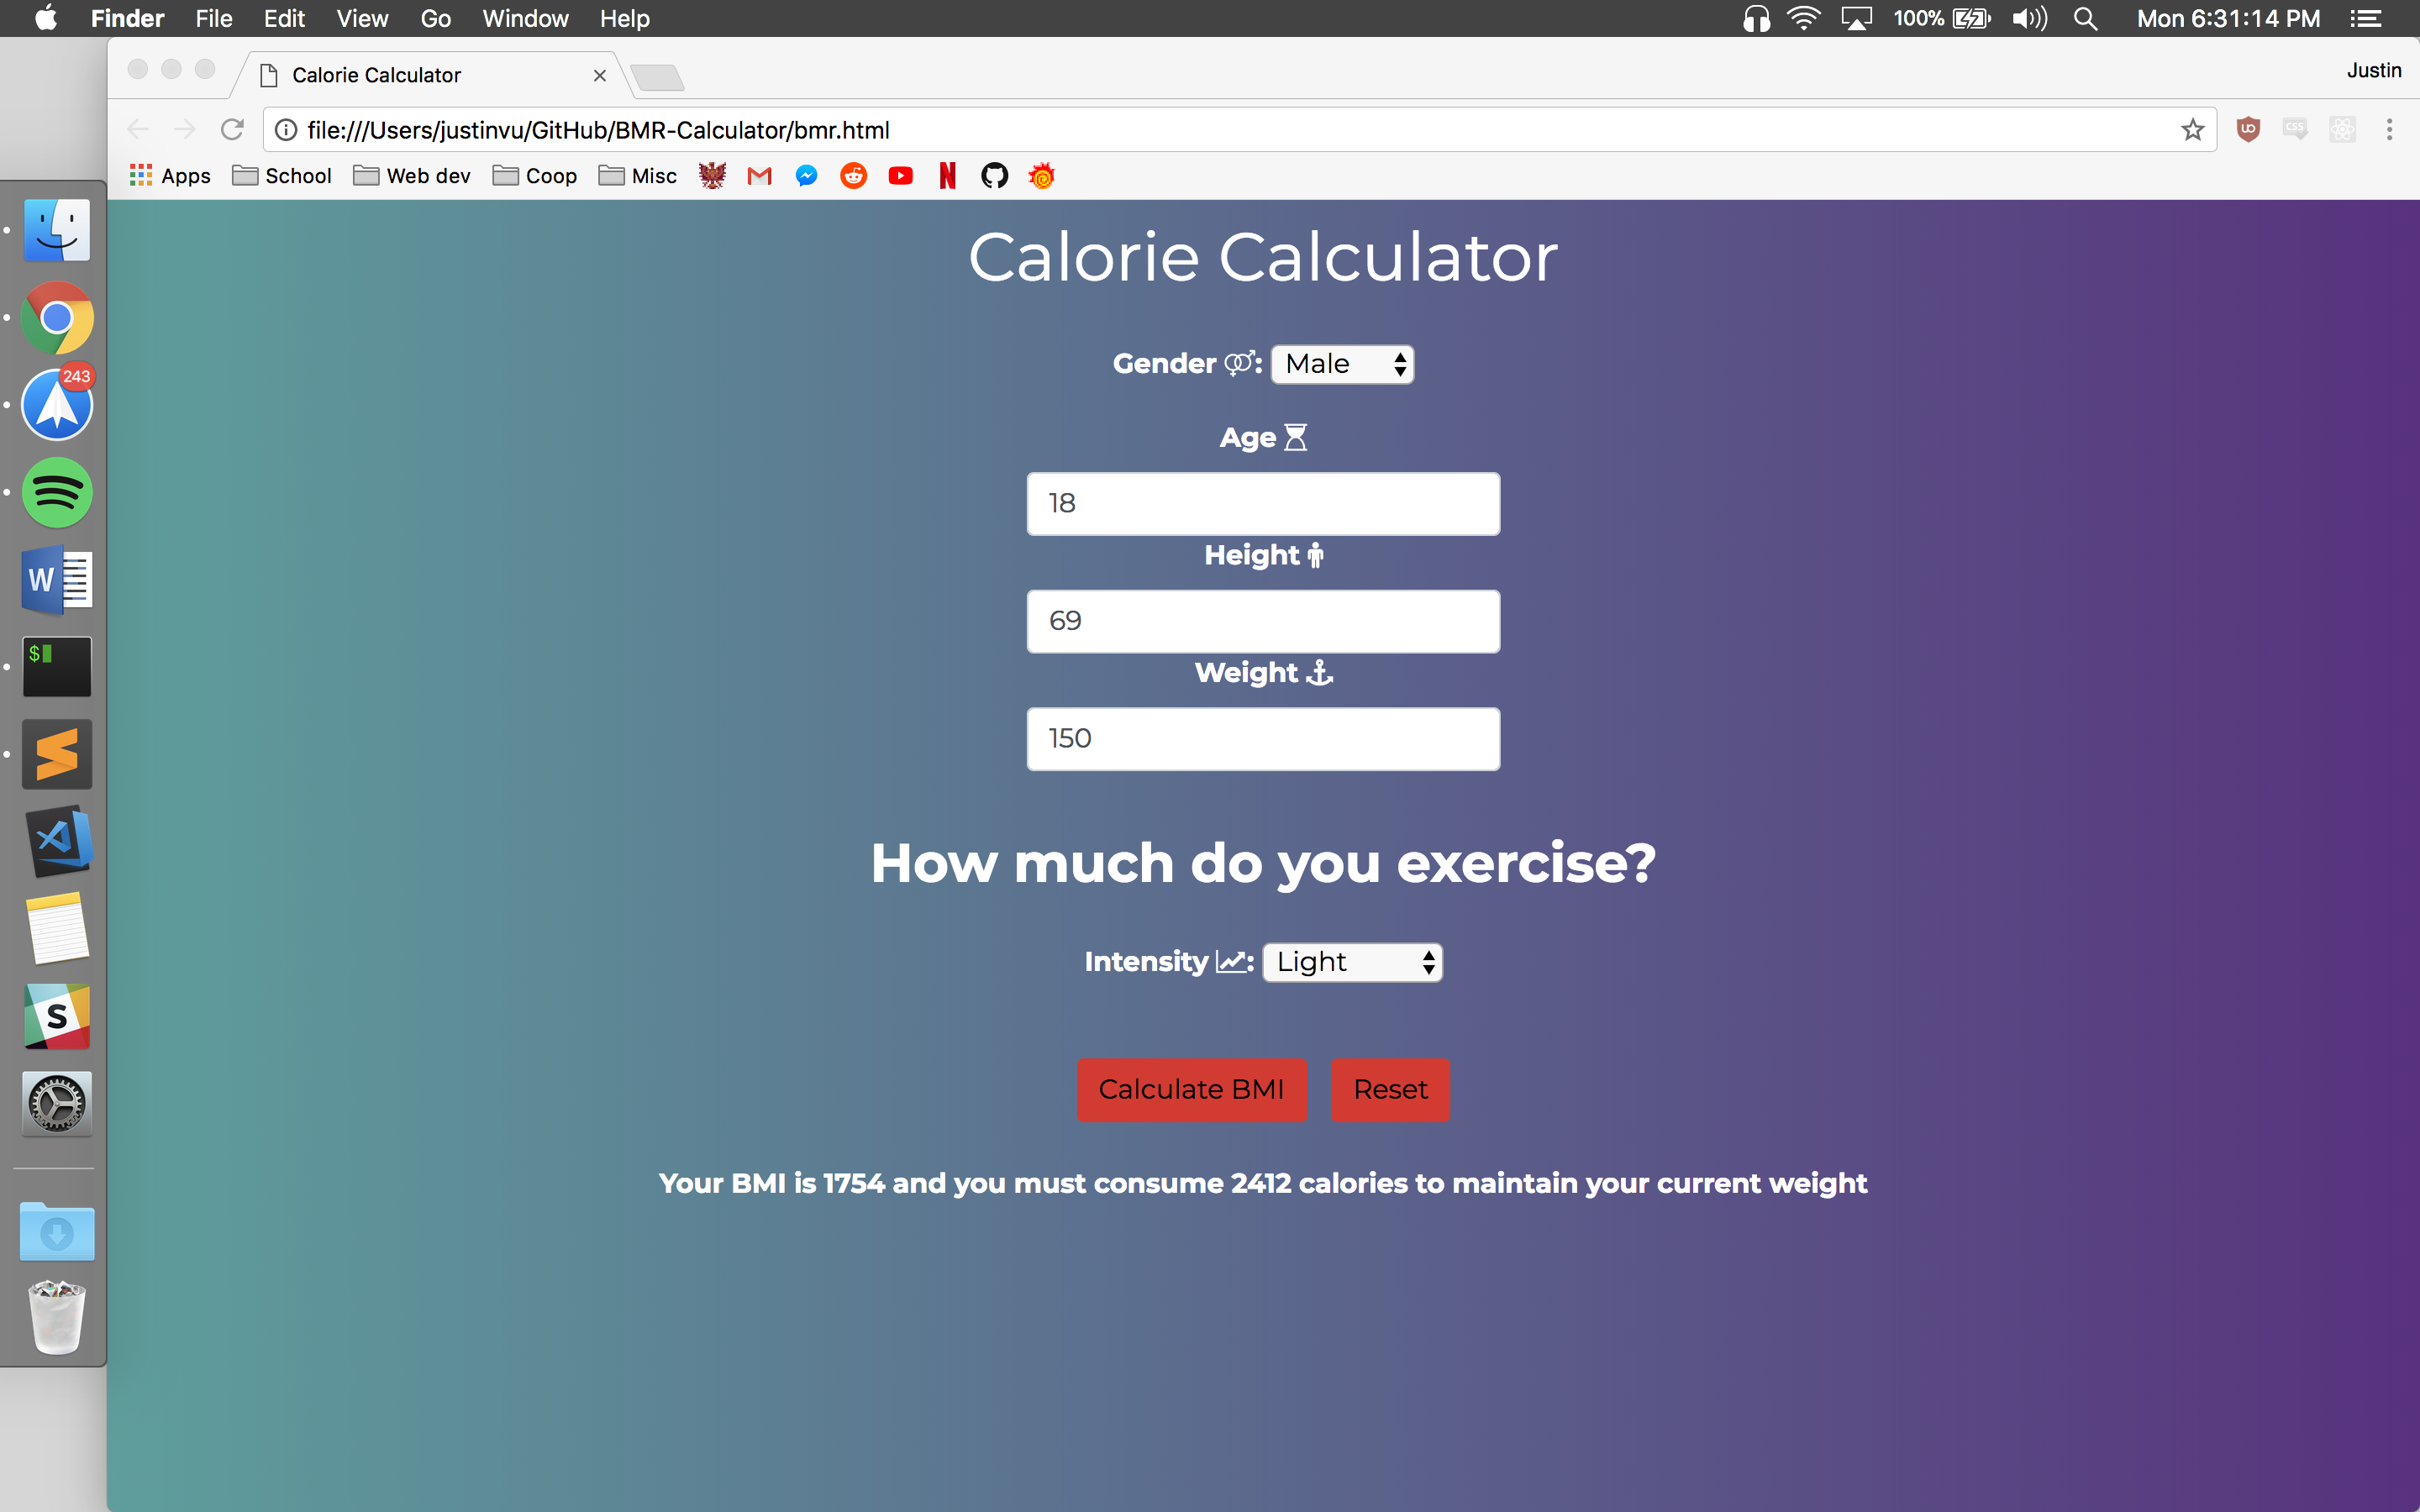 Finder File Edit View Go Window Help 100% Mon 6:31:14 PM
Calorie Calculator Justin
file:///Users/justinvu/GitHub/BMR-Calculator/bmr.html
Apps School Web dev Coop Misc
Calorie Calculator
Gender : Male
Age
18
Height
69
Weight
150
How much do you exercise?
Intensity : Light
Calculate BMI Reset
Your BMI is 1754 and you must consume 2412 calories to maintain your current weight
243
W
$
S
CSS